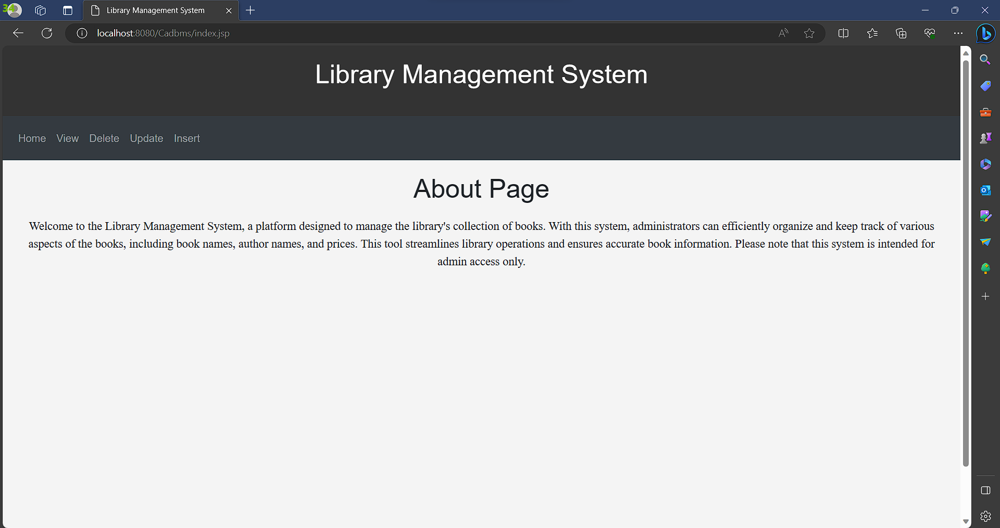 34
Library Management System
localhost:8080/Cadbms/index.jsp
Library Management System
Home View Delete Update Insert
About Page
Welcome to the Library Management System, a platform designed to manage the library's collection of books. With this system, administrators can efficiently organize and keep track of various
aspects of the books, including book names, author names, and prices. This tool streamlines library operations and ensures accurate book information. Please note that this system is intended for
admin access only.